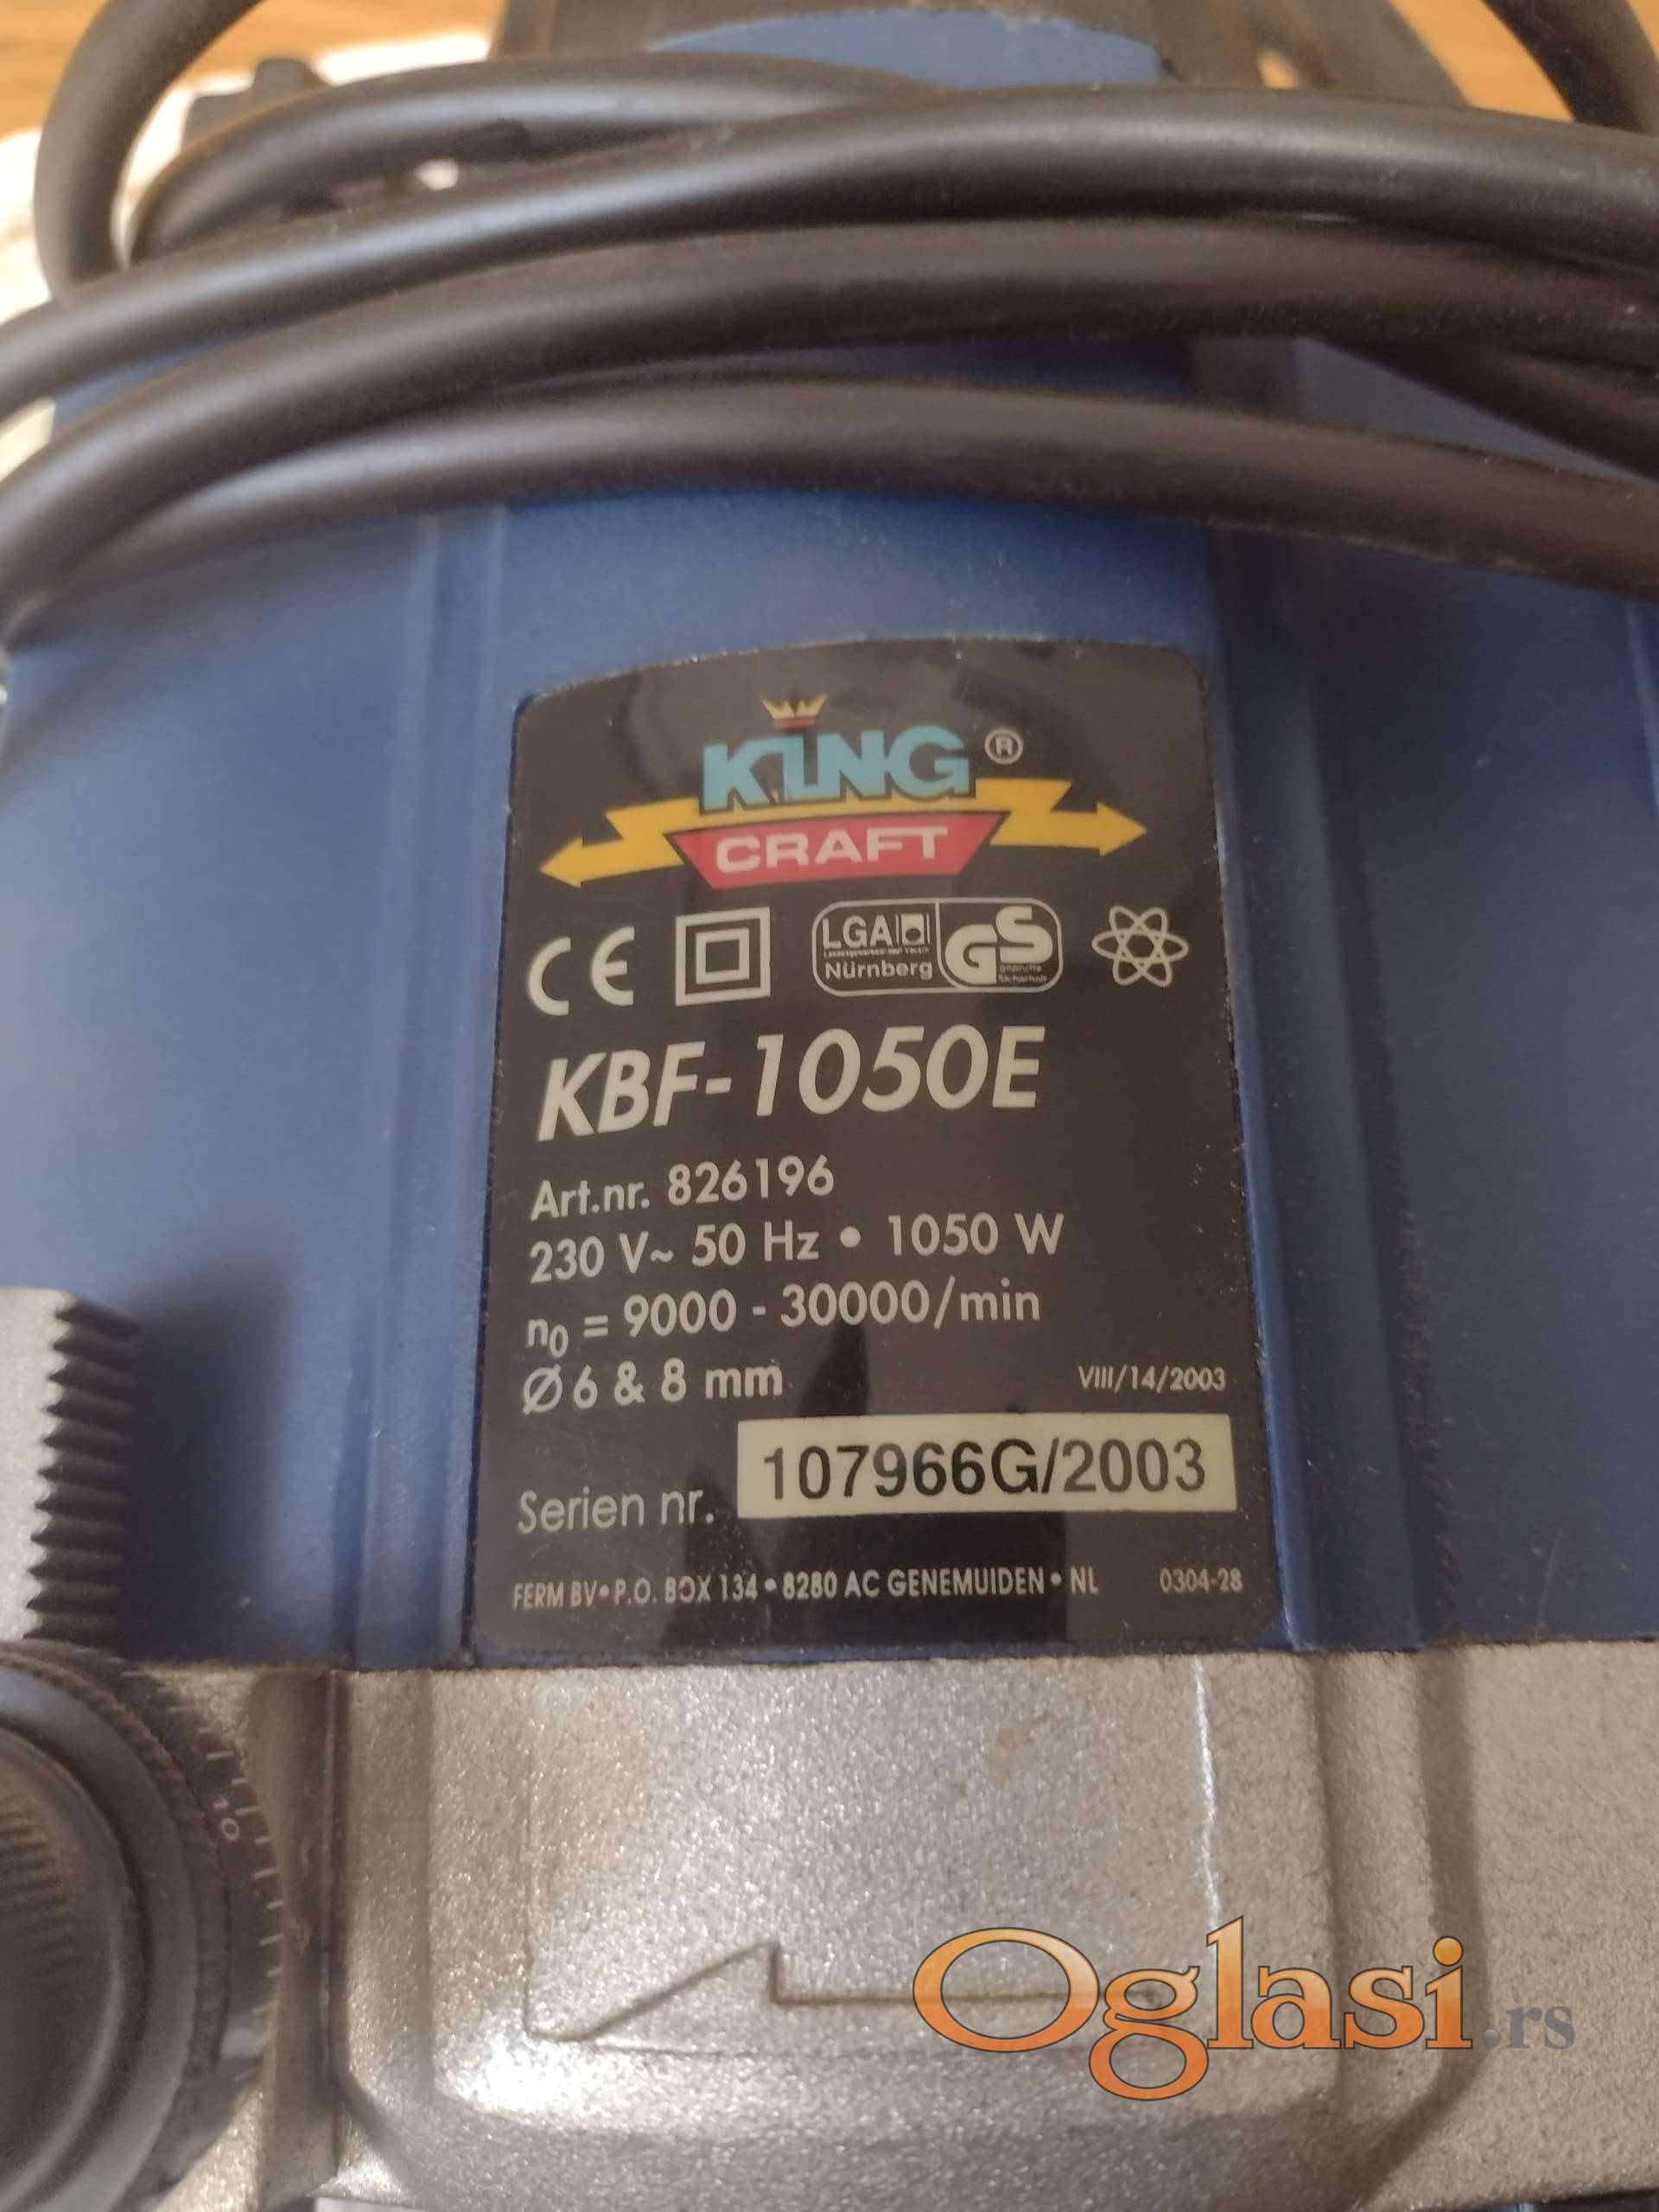 KING ®
CRAFT
CE
LGA
Nürnberg
GS
KBF-1050E
Art.nr. 826196
230 V~ 50 Hz • 1050 W
n0 = 9000 - 30000/min
Ø 6 & 8 mm
VIII/14/2003
107966G/2003
Serien nr.
FERM BV • P.O. BOX 134 • 8280 AC GENEMUIDEN • NL 0304-28
10
Oglasi.rs